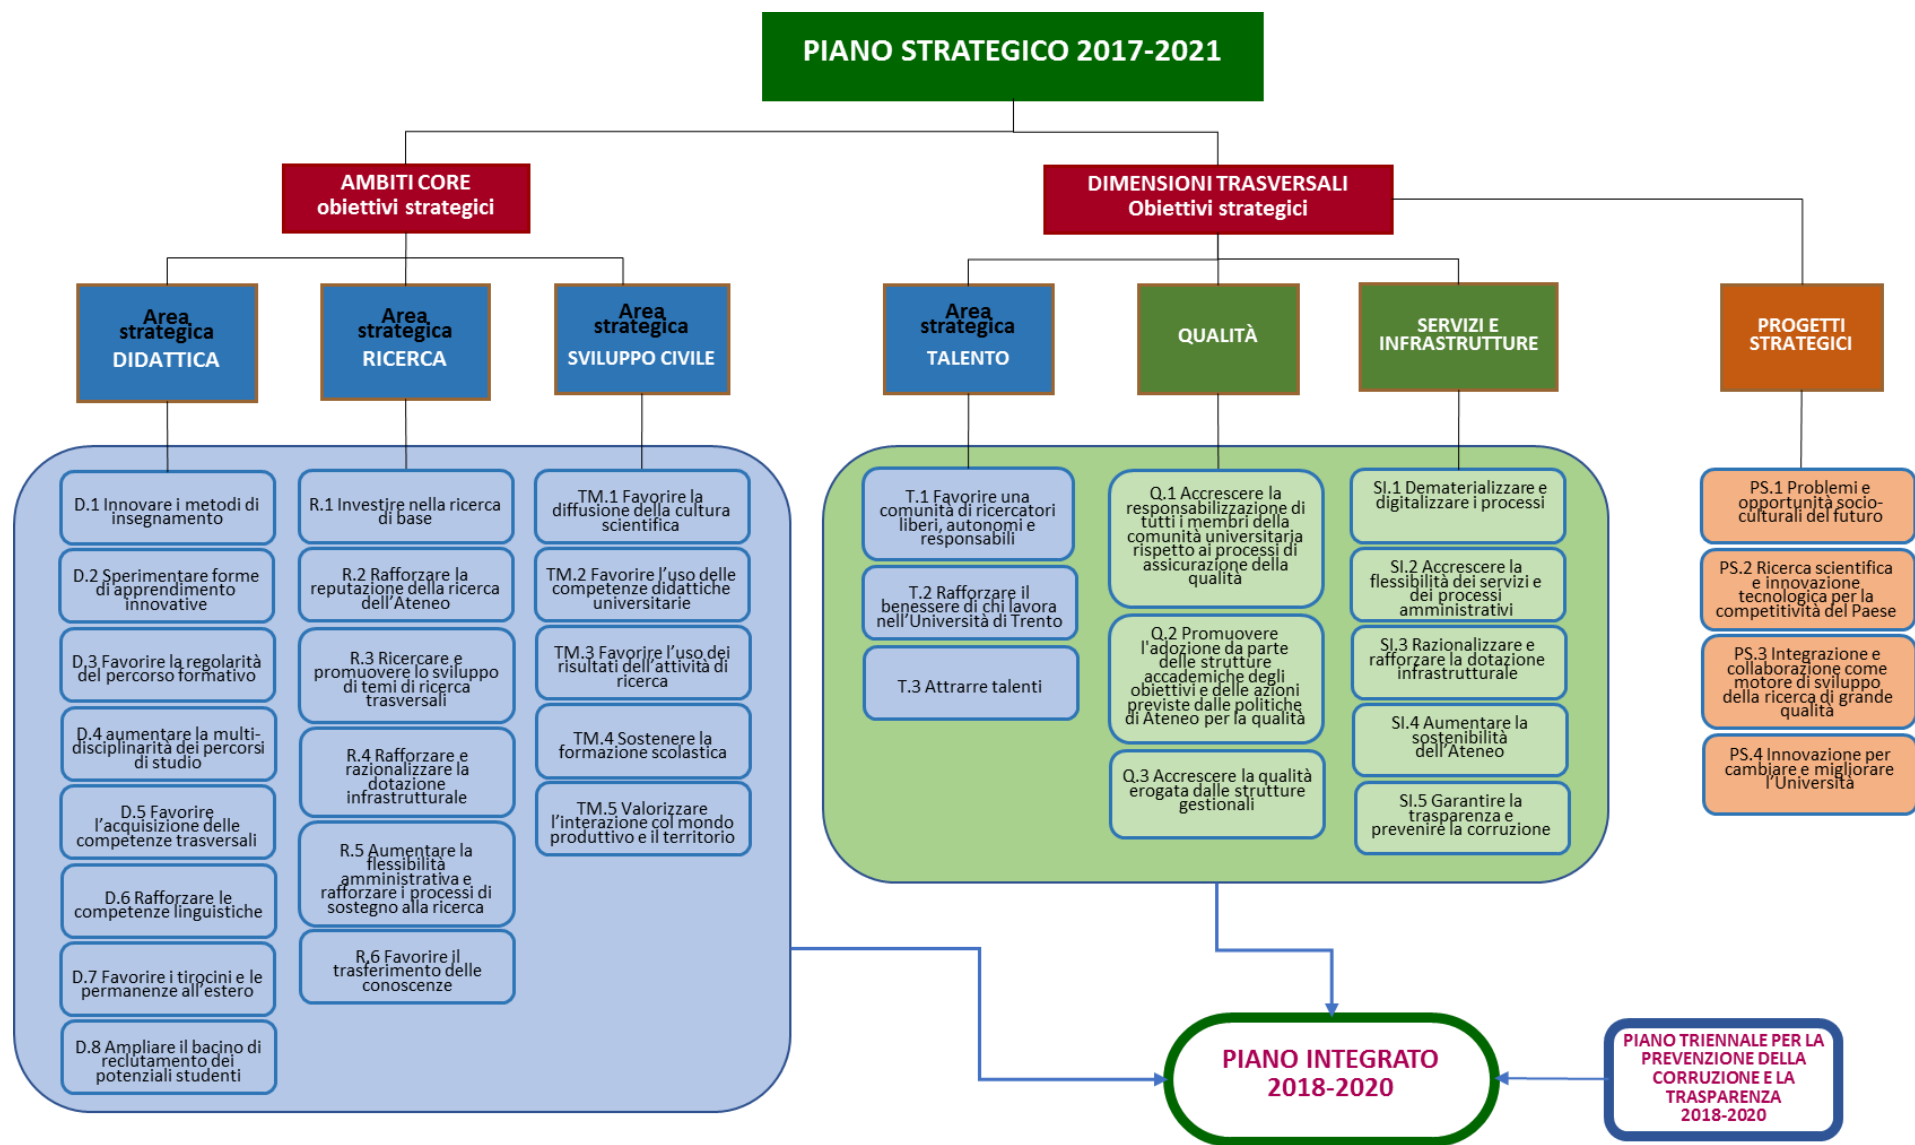 PIANO STRATEGICO 2017-2021
AMBITI CORE
obiettivi strategici
DIMENSIONI TRASVERSALI
Obiettivi strategici
Area
strategica
DIDATTICA
Area
strategica
RICERCA
Area
strategica
SVILUPPO CIVILE
Area
strategica
TALENTO
QUALITÀ
SERVIZI E
INFRASTRUTTURE
PROGETTI
STRATEGICI
D.1 Innovare i metodi di
insegnamento
D.2 Sperimentare forme
di apprendimento
innovative
D.3 Favorire la regolarità
del percorso formativo
D.4 aumentare la multi-
disciplinarità dei percorsi
di studio
D.5 Favorire
l'acquisizione delle
competenze trasversali
D.6 Rafforzare le
competenze linguistiche
D.7 Favorire i tirocini e le
permanenze all'estero
D.8 Ampliare il bacino di
reclutamento dei
potenziali studenti
R.1 Investire nella ricerca
di base
R.2 Rafforzare la
reputazione della ricerca
dell'Ateneo
R.3 Ricercare e
promuovere lo sviluppo
di temi di ricerca
trasversali
R.4 Rafforzare e
razionalizzare la
dotazione
infrastrutturale
R.5 Aumentare la
flessibilità
amministrativa e
rafforzare i processi di
sostegno alla ricerca
R.6 Favorire il
trasferimento delle
conoscenze
TM.1 Favorire la
diffusione della cultura
scientifica
TM.2 Favorire l'uso delle
competenze didattiche
universitarie
TM.3 Favorire l'uso dei
risultati dell'attività di
ricerca
TM.4 Sostenere la
formazione scolastica
TM.5 Valorizzare
l'interazione col mondo
produttivo e il territorio
T.1 Favorire una
comunità di ricercatori
liberi, autonomi e
responsabili
T.2 Rafforzare il
benessere di chi lavora
nell'Università di Trento
T.3 Attrarre talenti
Q.1 Accrescere la
responsabilizzazione di
tutti i membri della
comunità universitaria
rispetto ai processi di
assicurazione della
qualità
Q.2 Promuovere
l'adozione da parte
delle strutture
accademiche degli
obiettivi e delle azioni
previste dalle politiche
di Ateneo per la qualità
Q.3 Accrescere la qualità
erogata dalle strutture
gestionali
SI.1 Dematerializzare e
digitalizzare i processi
SI.2 Accrescere la
flessibilità dei servizi e
dei processi
amministrativi
SI.3 Razionalizzare e
rafforzare la dotazione
infrastrutturale
SI.4 Aumentare la
sostenibilità
dell'Ateneo
SI.5 Garantire la
trasparenza e
prevenire la corruzione
PS.1 Problemi e
opportunità socio-
culturali del futuro
PS.2 Ricerca scientifica
e innovazione
tecnologica per la
competitività del Paese
PS.3 Integrazione e
collaborazione come
motore di sviluppo
della ricerca di grande
qualità
PS.4 Innovazione per
cambiare e migliorare
l'Università
PIANO INTEGRATO
2018-2020
PIANO TRIENNALE PER LA
PREVENZIONE DELLA
CORRUZIONE E LA
TRASPARENZA
2018-2020